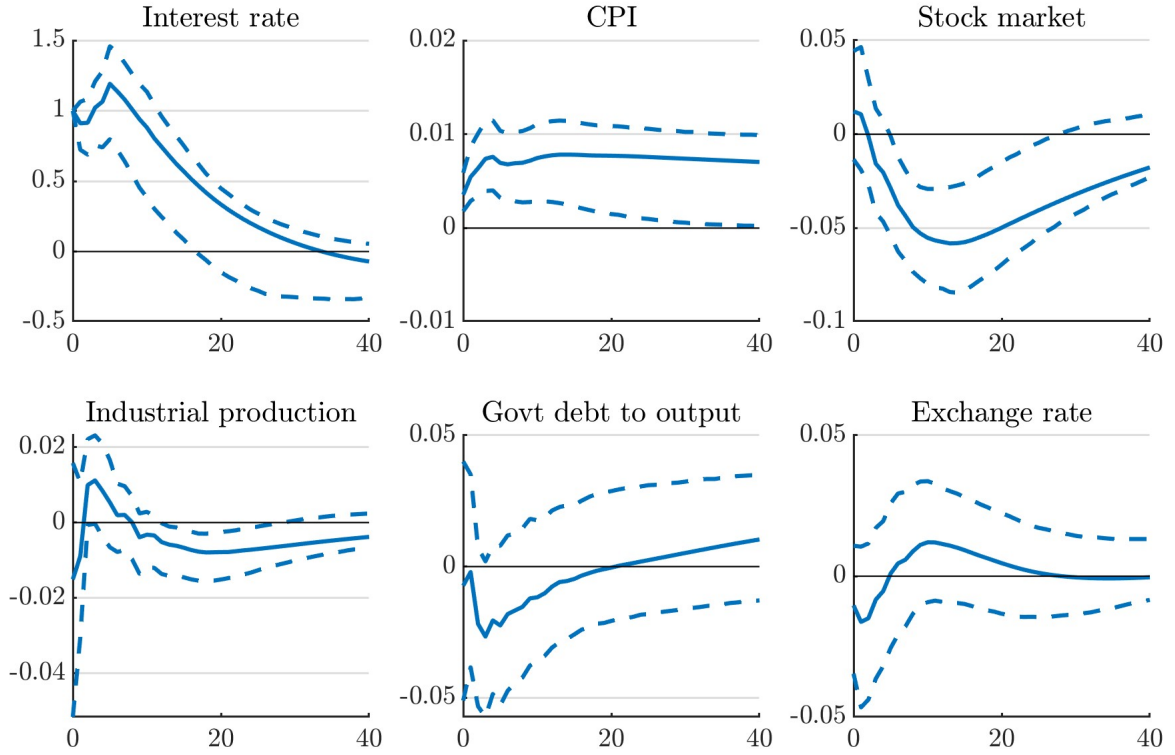 Interest rate
1.5
1
0.5
0
-0.5
0 20 40
CPI
0.02
0.01
0
-0.01
0 20 40
Stock market
0.05
0
-0.05
-0.1
0 20 40
Industrial production
0.02
0
-0.02
-0.04
0 20 40
Govt debt to output
0.05
0
-0.05
0 20 40
Exchange rate
0.05
0
-0.05
0 20 40